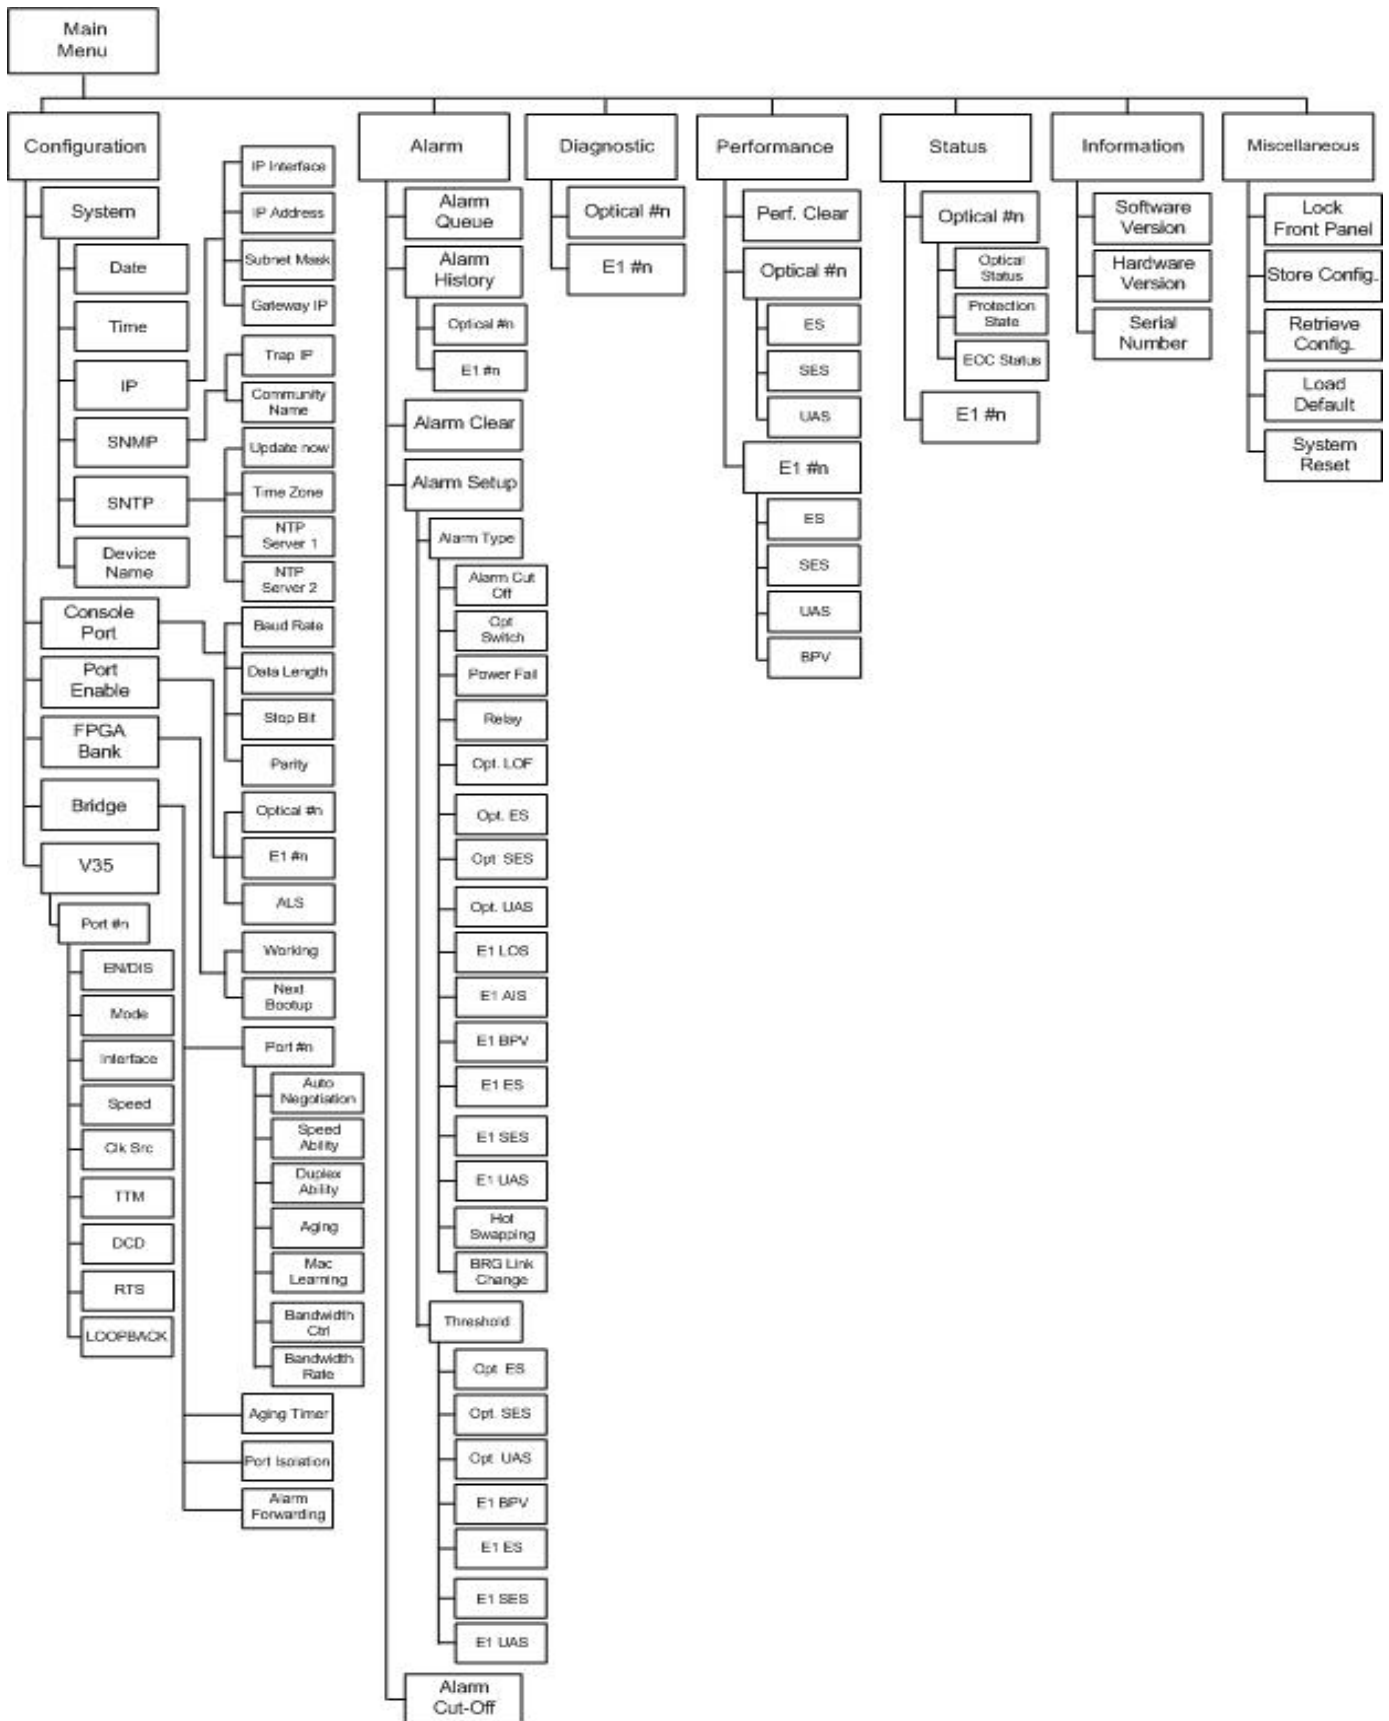 Main
Menu
Configuration
System
Date
Time
IP
IP Interface
IP Address
Subnet Mask
Gateway IP
SNMP
Trap IP
Community
Name
SNTP
Update now
Time Zone
NTP
Server 1
NTP
Server 2
Device
Name
Console
Port
Baud Rate
Data Length
Stop Bit
Parity
Port
Enable
Optical #n
E1 #n
ALS
FPGA
Bank
Working
Next
Bootup
Bridge
Port #n
Auto
Negotiation
Speed
Ability
Duplex
Ability
Aging
Mac
Learning
Bandwidth
Ctrl
Bandwidth
Rate
Aging Timer
Port Isolation
Alarm
Forwarding
V35
Port #n
EN/DIS
Mode
Interface
Speed
Clk Src
TTM
DCD
RTS
LOOPBACK
Alarm
Alarm
Queue
Alarm
History
Optical #n
E1 #n
Alarm Clear
Alarm Setup
Alarm Type
Alarm Cut
Off
Opt
Switch
Power Fail
Relay
Opt. LOF
Opt. ES
Opt SES
Opt. UAS
E1 LOS
E1 AIS
E1 BPV
E1 ES
E1 SES
E1 UAS
Hot
Swapping
BRG Link
Change
Threshold
Opt ES
Opt. SES
Opt UAS
E1 BPV
E1 ES
E1 SES
E1 UAS
Alarm
Cut-Off
Diagnostic
Optical #n
E1 #n
Performance
Perf. Clear
Optical #n
ES
SES
UAS
E1 #n
ES
SES
UAS
BPV
Status
Optical #n
Optical
Status
Protection
State
EOC Status
E1 #n
Information
Software
Version
Hardware
Version
Serial
Number
Miscellaneous
Lock
Front Panel
Store Config.
Retrieve
Config.
Load
Default
System
Reset